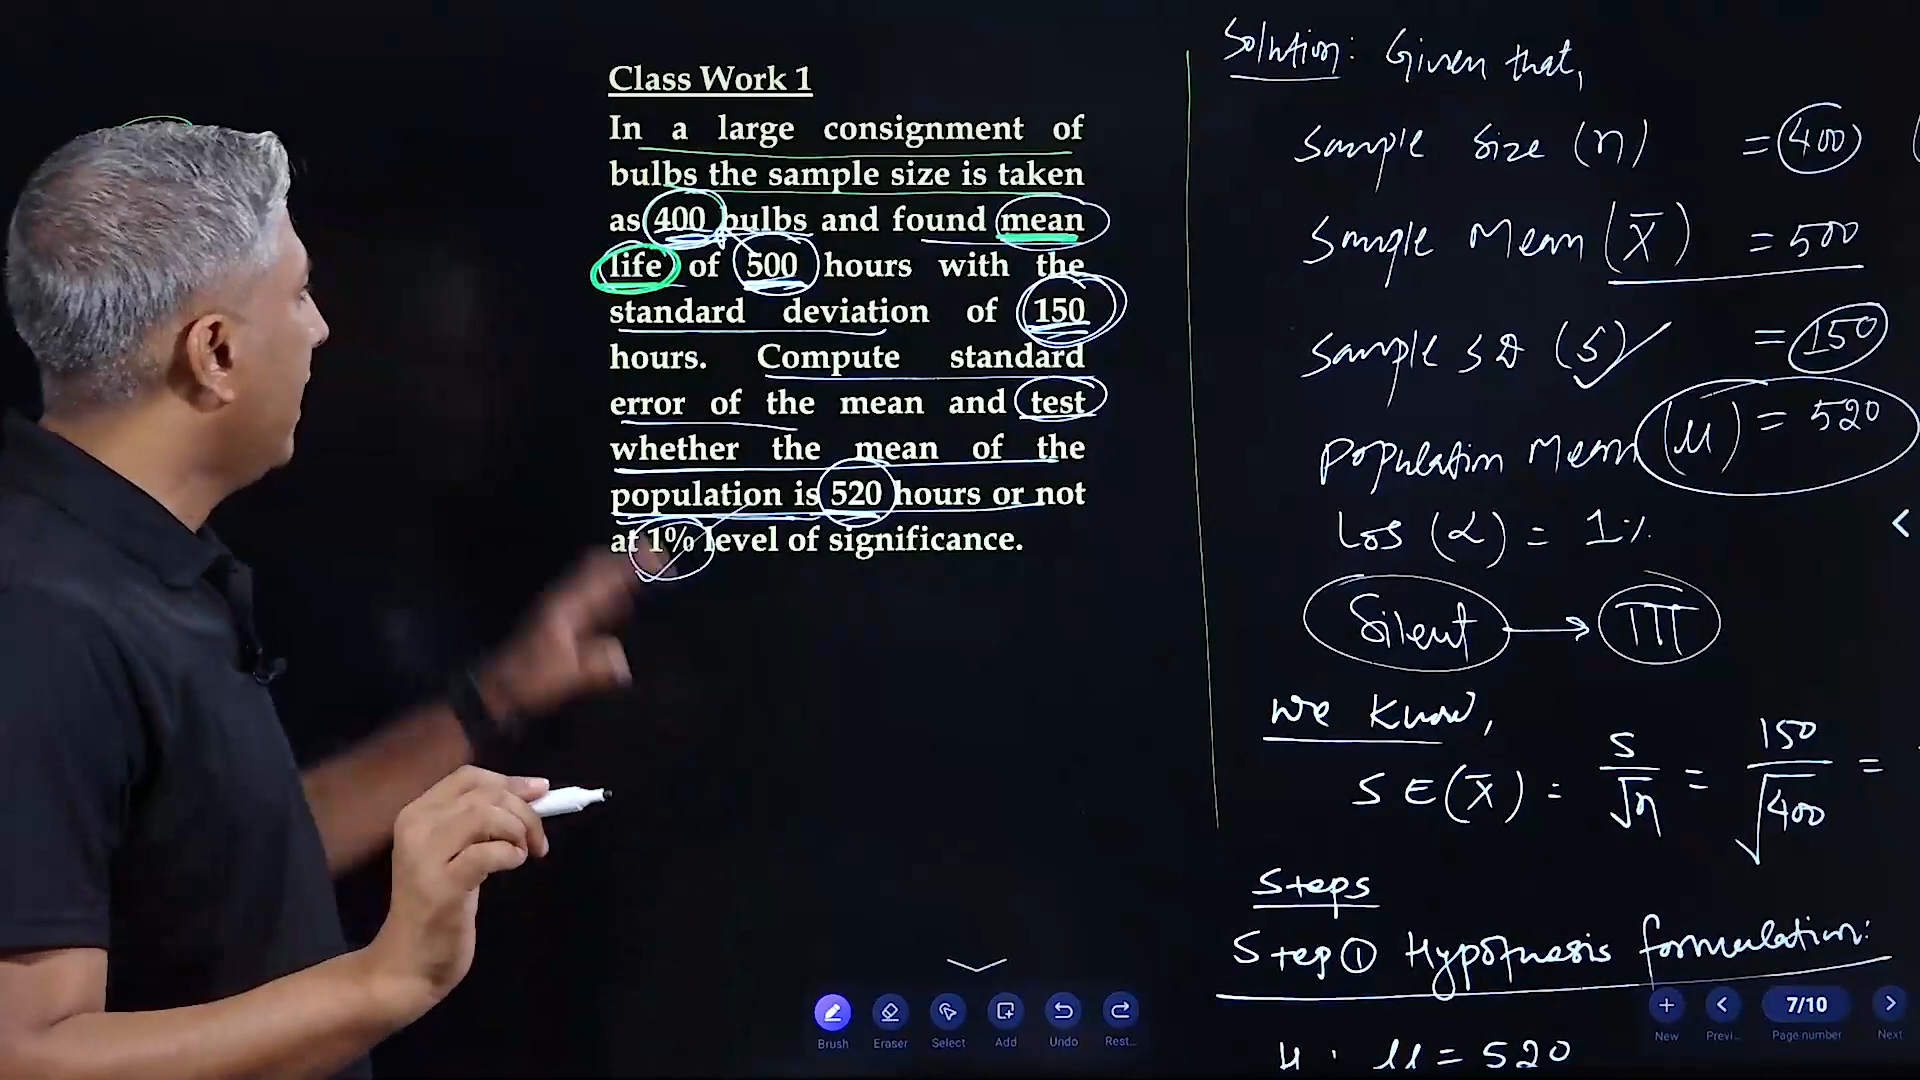 Class Work 1
In a large consignment of
bulbs the sample size is taken
as 400 bulbs and found mean
life of 500 hours with the
standard deviation of 150
hours. Compute standard
error of the mean and test
whether the mean of the
population is 520 hours or not
at 1% level of significance.
Solution: Given that,
Sample Size (n) = 400
Sample Mean (X̄) = 500
Sample SD (S) = 150
Population Mean (μ) = 520
Los (α) = 1%
Silent → TTT
We Know,
SE(X̄) = S/√n = 150/√400 =
Steps
Step ① Hypothesis formulation:
μ = 520
Brush
Eraser
Select
Add
Undo
Rest...
New
Previ...
7/10
Page number
Next